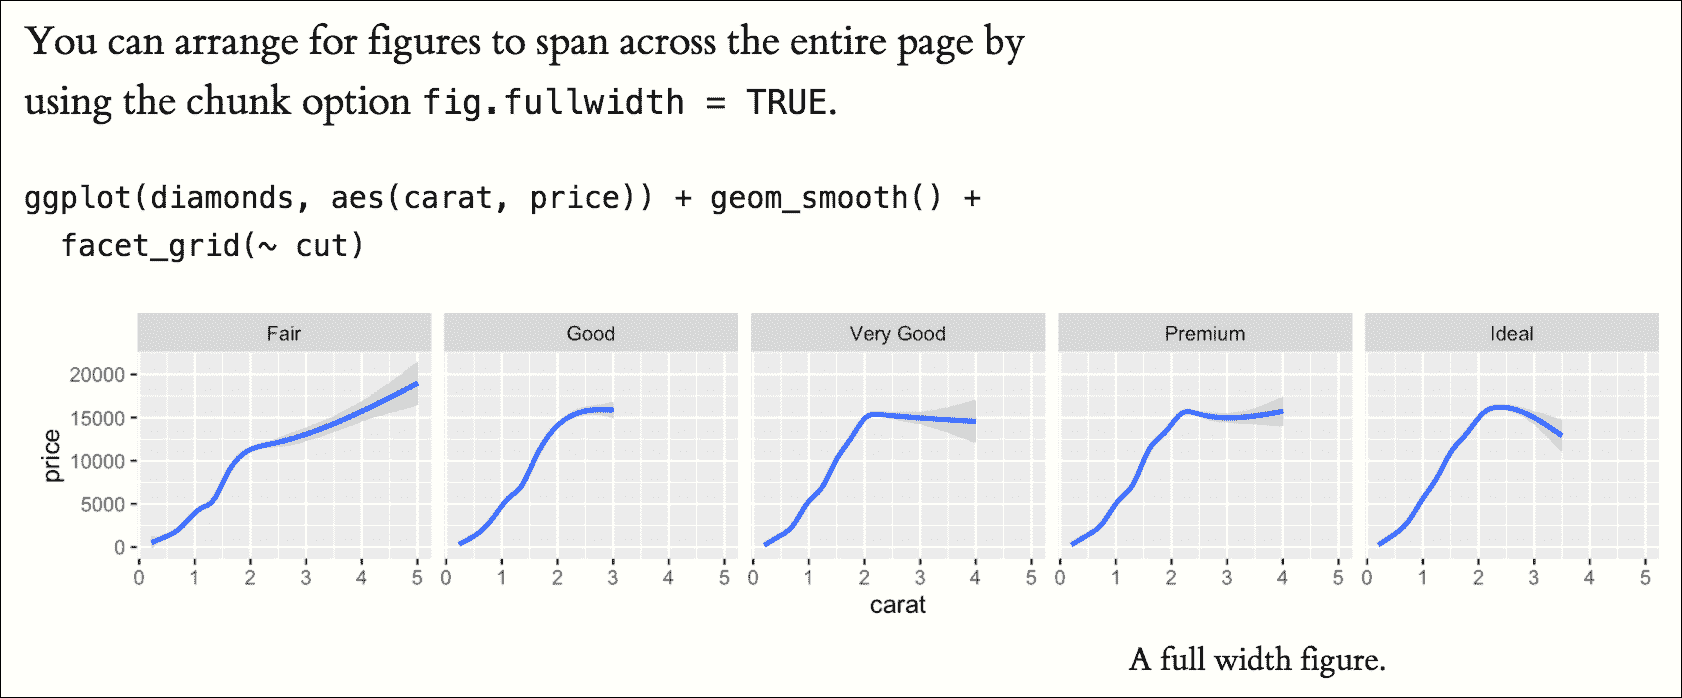 You can arrange for figures to span across the entire page by
using the chunk option fig.fullwidth = TRUE.
ggplot(diamonds, aes(carat, price)) + geom_smooth() +
  facet_grid(~ cut)
Fair Good Very Good Premium Ideal
price
20000
15000
10000
5000
0
0 1 2 3 4 5 0 1 2 3 4 5 0 1 2 3 4 5 0 1 2 3 4 5 0 1 2 3 4 5
carat
A full width figure.